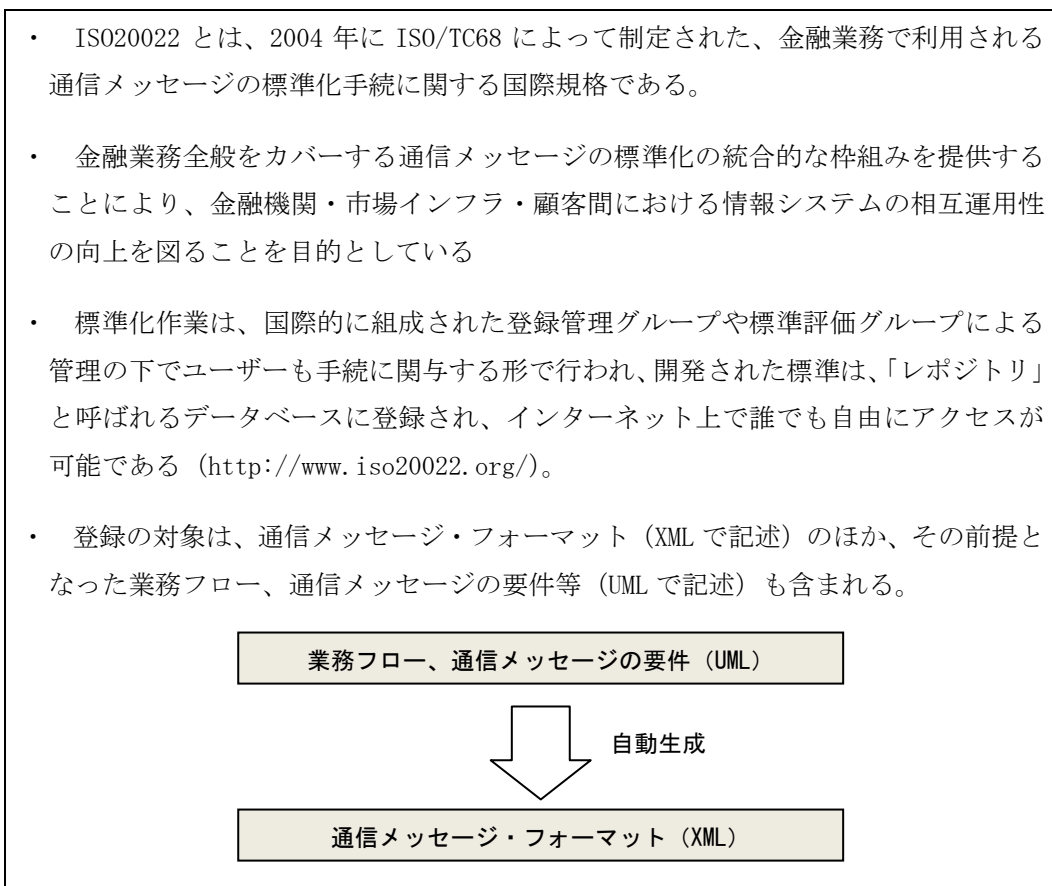 ・ ISO20022 とは、2004 年に ISO/TC68 によって制定された、金融業務で利用される
通信メッセージの標準化手続に関する国際規格である。
・ 金融業務全般をカバーする通信メッセージの標準化の統合的な枠組みを提供する
ことにより、金融機関・市場インフラ・顧客間における情報システムの相互運用性
の向上を図ることを目的としている
・ 標準化作業は、国際的に組成された登録管理グループや標準評価グループによる
管理の下でユーザーも手続に関与する形で行われ、開発された標準は、「レポジトリ」
と呼ばれるデータベースに登録され、インターネット上で誰でも自由にアクセスが
可能である (http://www.iso20022.org/)。
・ 登録の対象は、通信メッセージ・フォーマット（XML で記述）のほか、その前提と
なった業務フロー、通信メッセージの要件等（UML で記述）も含まれる。
業務フロー、通信メッセージの要件（UML）
自動生成
通信メッセージ・フォーマット（XML）